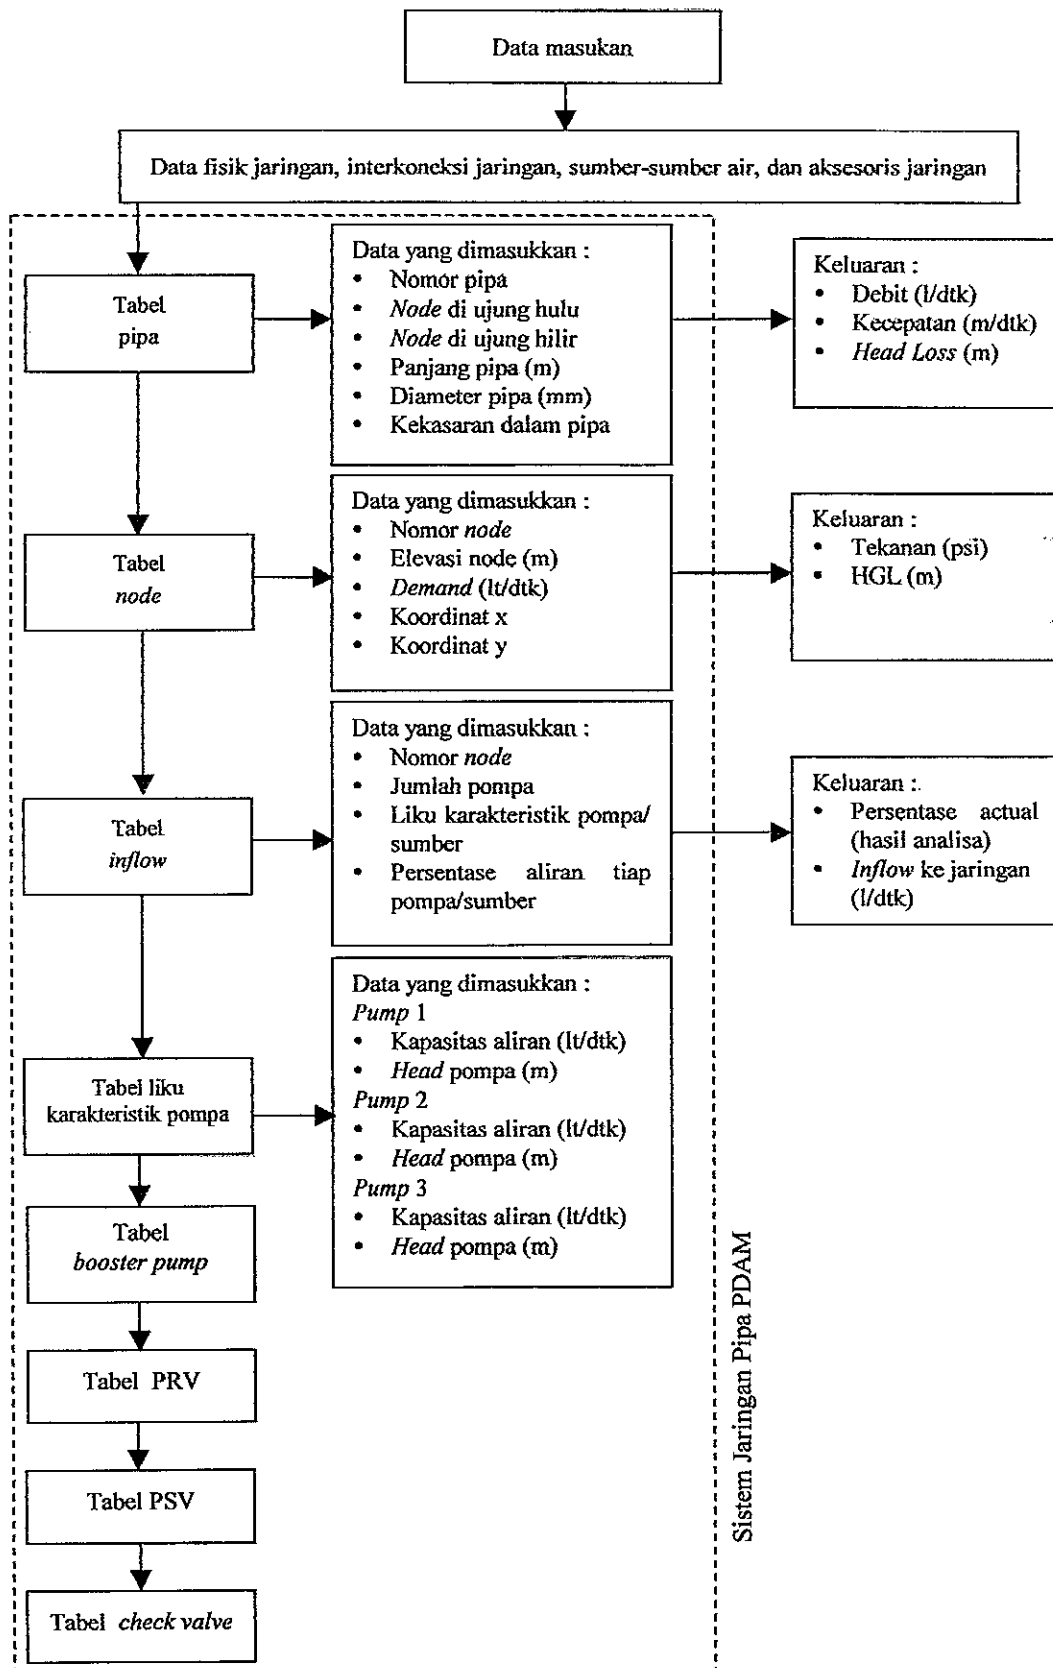 Data masukan
Data fisik jaringan, interkoneksi jaringan, sumber-sumber air, dan aksesoris jaringan
Tabel
pipa
Data yang dimasukkan :
• Nomor pipa
• Node di ujung hulu
• Node di ujung hilir
• Panjang pipa (m)
• Diameter pipa (mm)
• Kekasaran dalam pipa
Keluaran :
• Debit (l/dtk)
• Kecepatan (m/dtk)
• Head Loss (m)
Tabel
node
Data yang dimasukkan :
• Nomor node
• Elevasi node (m)
• Demand (lt/dtk)
• Koordinat x
• Koordinat y
Keluaran :
• Tekanan (psi)
• HGL (m)
Tabel
inflow
Data yang dimasukkan :
• Nomor node
• Jumlah pompa
• Liku karakteristik pompa/
sumber
• Persentase aliran tiap
pompa/sumber
Keluaran :
• Persentase actual
(hasil analisa)
• Inflow ke jaringan
(l/dtk)
Tabel liku
karakteristik pompa
Data yang dimasukkan :
Pump 1
• Kapasitas aliran (lt/dtk)
• Head pompa (m)
Pump 2
• Kapasitas aliran (lt/dtk)
• Head pompa (m)
Pump 3
• Kapasitas aliran (lt/dtk)
• Head pompa (m)
Tabel
booster pump
Tabel PRV
Tabel PSV
Tabel check valve
Sistem Jaringan Pipa PDAM